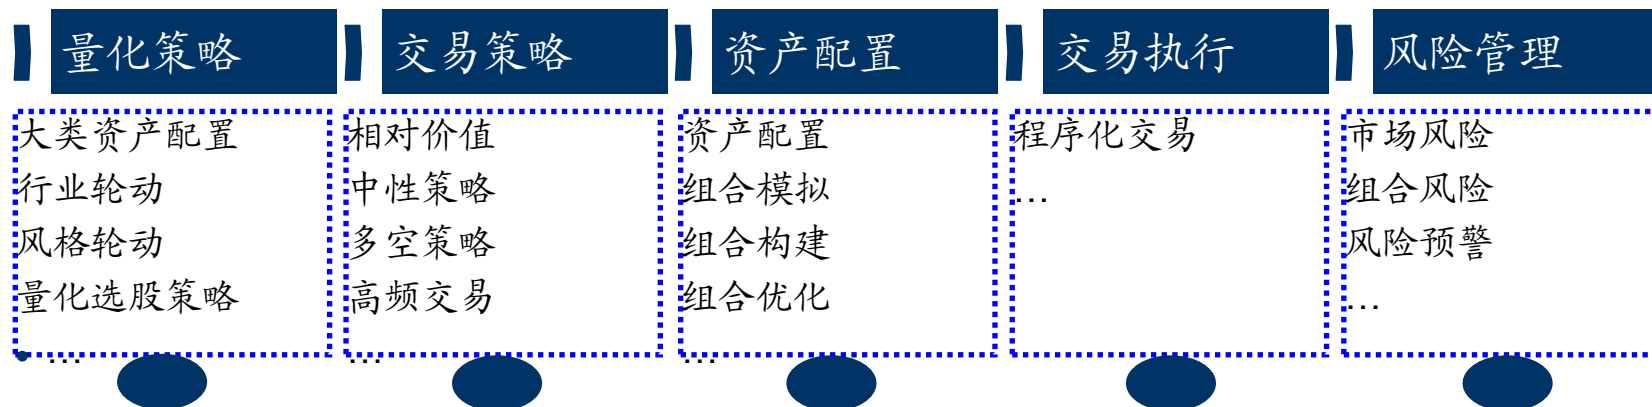 量化策略
大类资产配置
行业轮动
风格轮动
量化选股策略
• ...
交易策略
相对价值
中性策略
多空策略
高频交易
...
资产配置
资产配置
组合模拟
组合构建
组合优化
...
交易执行
程序化交易
...
风险管理
市场风险
组合风险
风险预警
...